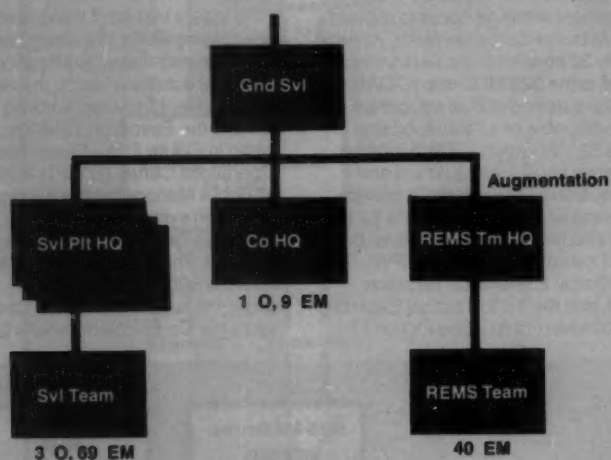 Gnd Svl
Augmentation
Svl Plt HQ
Co HQ
REMS Tm HQ
1 O, 9 EM
Svl Team
REMS Team
3 O, 69 EM
40 EM